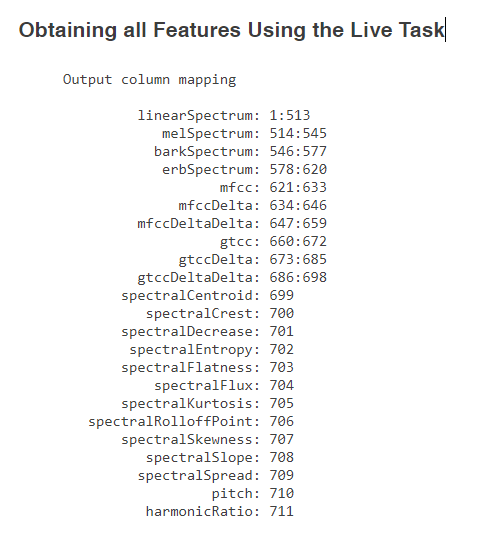 Obtaining all Features Using the Live Task
Output column mapping
linearSpectrum: 1:513
melSpectrum: 514:545
barkSpectrum: 546:577
erbSpectrum: 578:620
mfcc: 621:633
mfccDelta: 634:646
mfccDeltaDelta: 647:659
gtcc: 660:672
gtccDelta: 673:685
gtccDeltaDelta: 686:698
spectralCentroid: 699
spectralCrest: 700
spectralDecrease: 701
spectralEntropy: 702
spectralFlatness: 703
spectralFlux: 704
spectralKurtosis: 705
spectralRolloffPoint: 706
spectralSkewness: 707
spectralSlope: 708
spectralSpread: 709
pitch: 710
harmonicRatio: 711